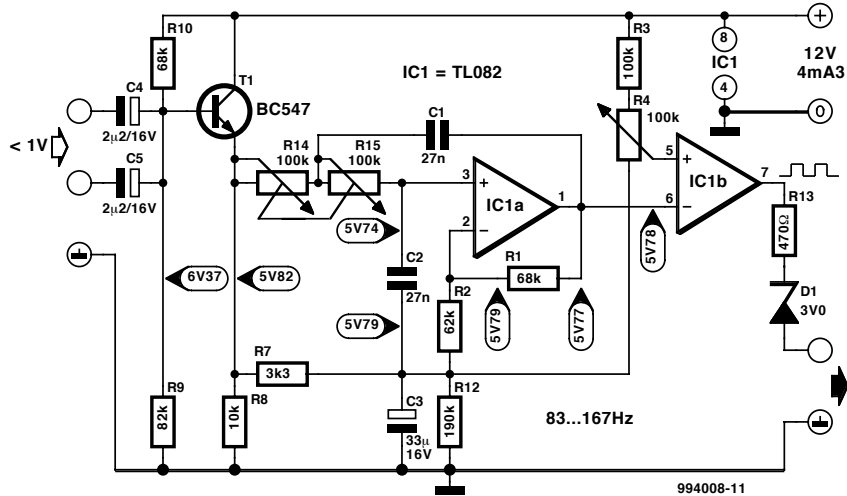 R10
68k
T1
BC547
C4
2µ2/16V
< 1V
C5
2µ2/16V
IC1 = TL082
R14
100k
R15
100k
C1
27n
R3
100k
R4
100k
8
IC1
4
+
12V
4mA3
0
3
+
2
−
IC1a
1
5
+
6
−
IC1b
7
R13
470Ω
D1
3V0
5V74
C2
27n
R1
68k
R2
62k
5V78
6V37
5V82
5V79
5V79
5V77
R7
3k3
R9
82k
R8
10k
C3
33µ
16V
R12
190k
83...167Hz
994008-11